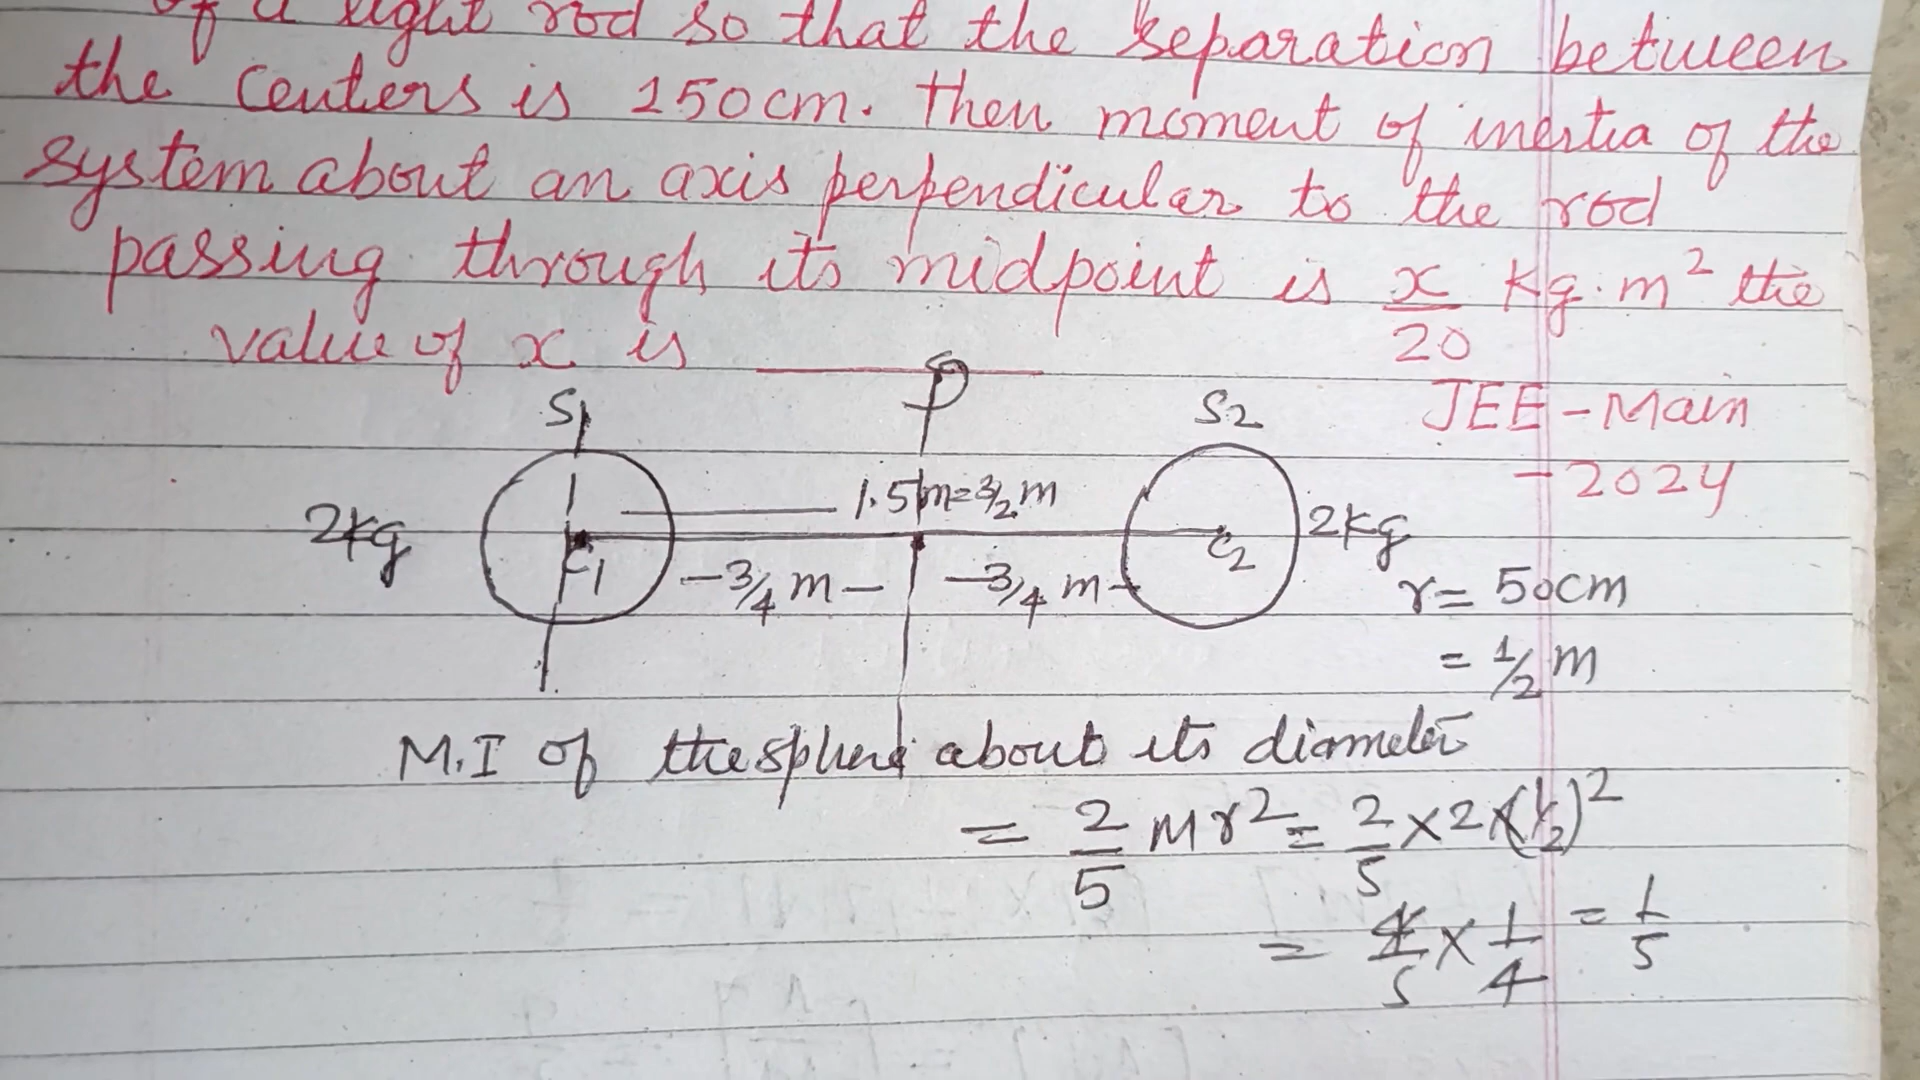 of a light rod so that the separation between
the centers is 150cm. Then moment of inertia of the
system about an axis perpendicular to the rod
passing through its midpoint is x/20 Kg.m² the
value of x is ______
JEE-Main
-2024
S1
S2
2kg
1.5m=3/2m
2kg
C1
C2
-3/4 m-
-3/4 m-
r= 50cm
= 1/2 m
M.I of the sphere about its diameter
= 2/5 Mr² = 2/5 x 2 x (1/2)²
= 4/5 x 1/4 = 1/5